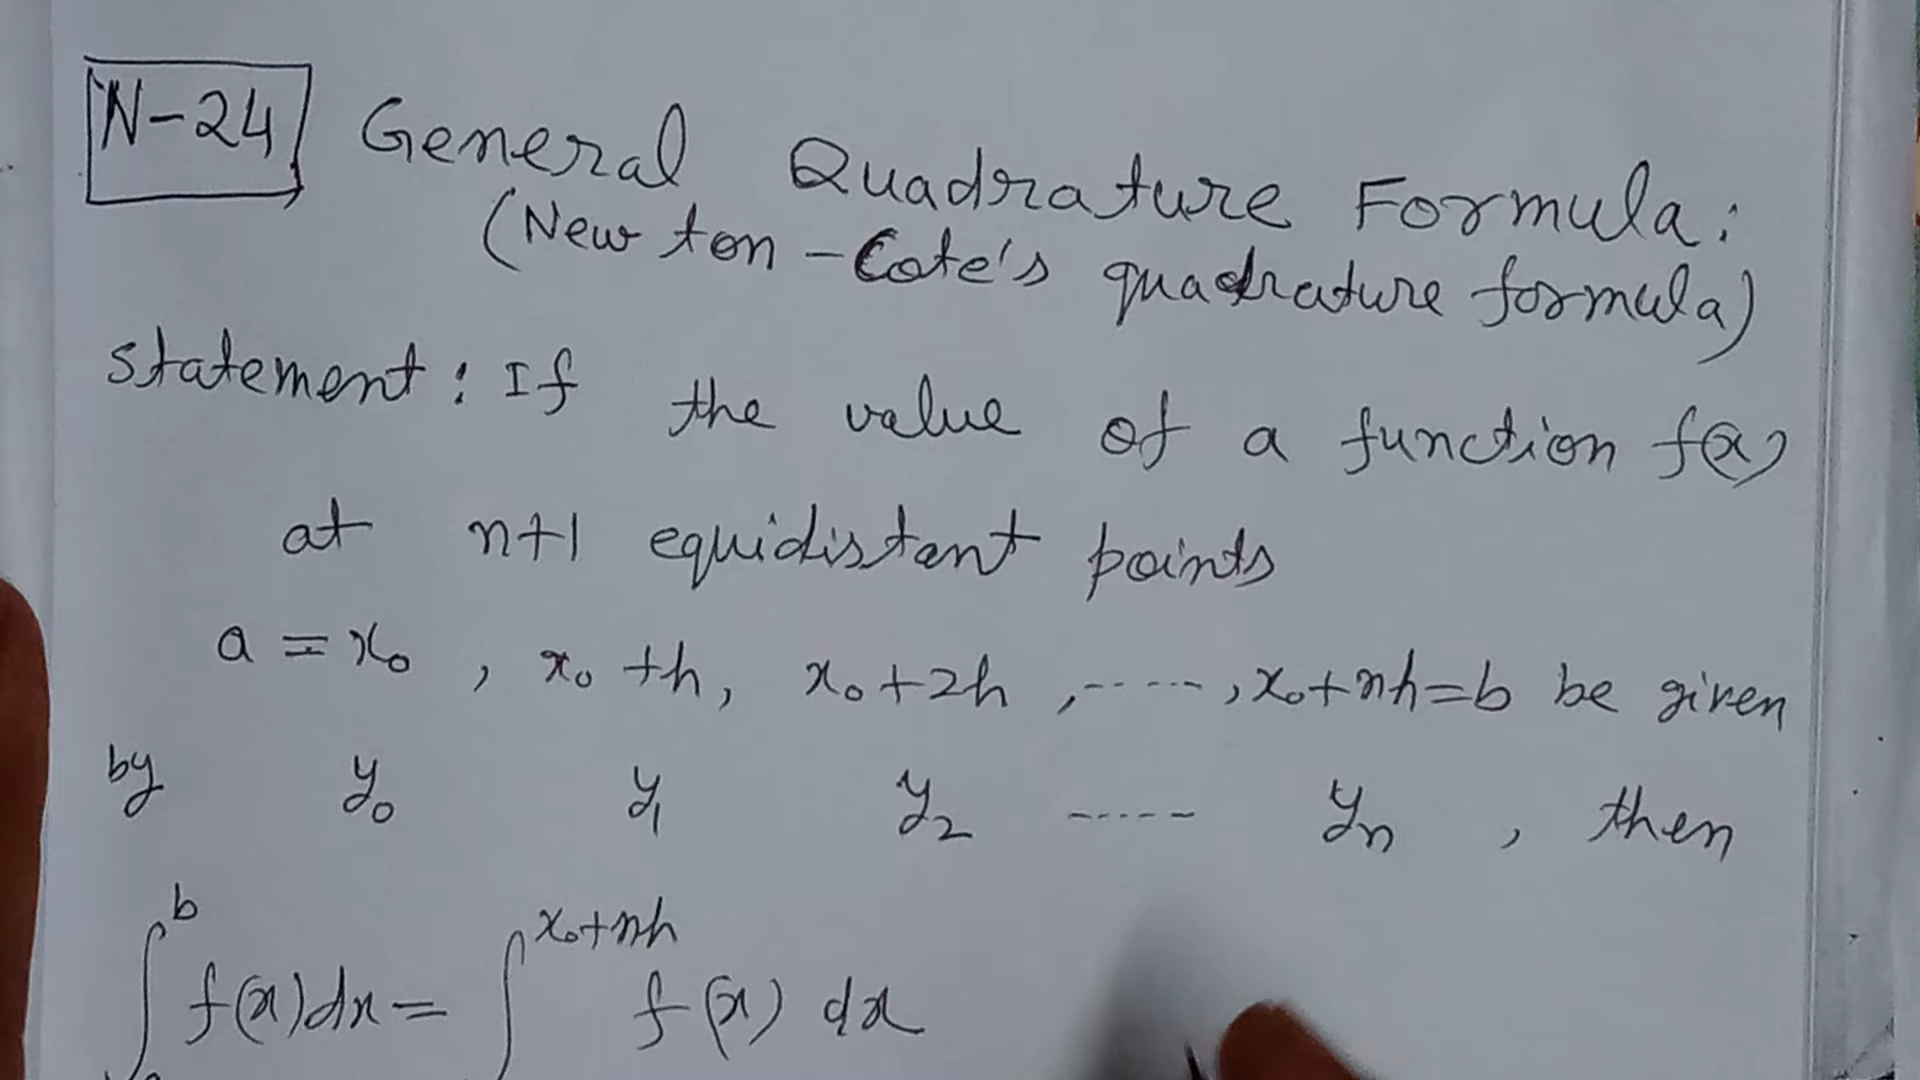 N-24 General Quadrature Formula:
(Newton-Cote's quadrature formula)
statement: If the value of a function f(x)
at n+1 equidistant points
a = x₀, x₀+h, x₀+2h, -----, x₀+nh=b be given
by y₀ y₁ y₂ ----- yₙ, then
∫ᵇ f(x)dx = ∫ˣ⁰⁺ⁿʰ f(x) dx